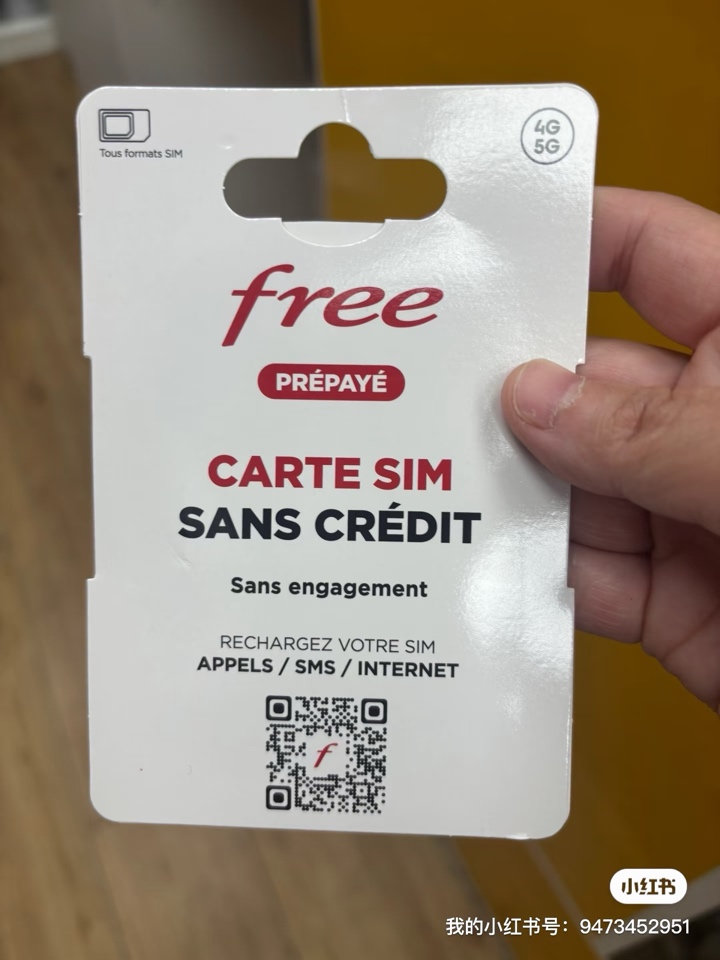 Tous formats SIM
4G
5G
free
PRÉPAYÉ
CARTE SIM
SANS CRÉDIT
Sans engagement
RECHARGEZ VOTRE SIM
APPELS / SMS / INTERNET
f
小红书
我的小红书号：9473452951